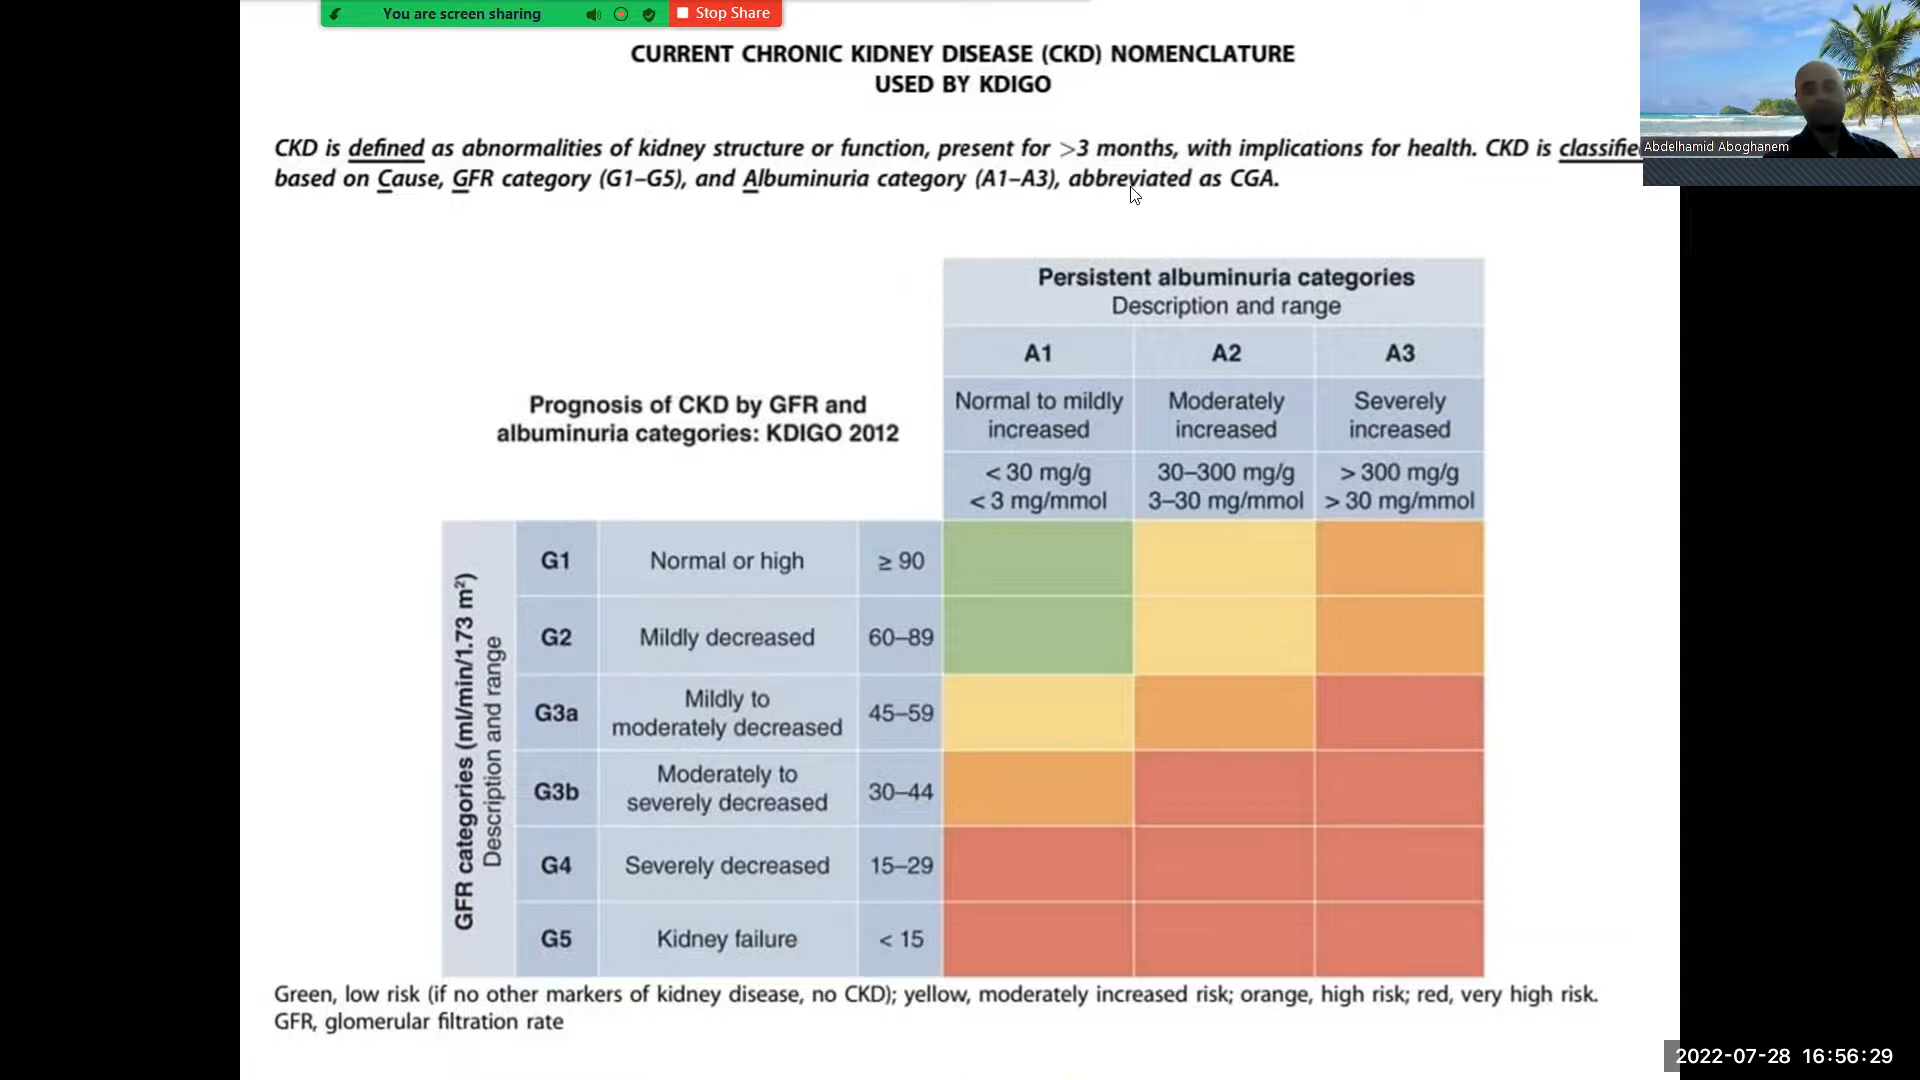 You are screen sharing
Stop Share
CURRENT CHRONIC KIDNEY DISEASE (CKD) NOMENCLATURE
USED BY KDIGO
CKD is defined as abnormalities of kidney structure or function, present for >3 months, with implications for health. CKD is classifie
based on Cause, GFR category (G1–G5), and Albuminuria category (A1–A3), abbreviated as CGA.
Abdelhamid Aboghanem
Persistent albuminuria categories
Description and range
A1 A2 A3
Prognosis of CKD by GFR and
albuminuria categories: KDIGO 2012
Normal to mildly increased
Moderately increased
Severely increased
< 30 mg/g
< 3 mg/mmol
30–300 mg/g
3–30 mg/mmol
> 300 mg/g
> 30 mg/mmol
GFR categories (ml/min/1.73 m²)
Description and range
G1 Normal or high ≥ 90
G2 Mildly decreased 60–89
G3a Mildly to moderately decreased 45–59
G3b Moderately to severely decreased 30–44
G4 Severely decreased 15–29
G5 Kidney failure < 15
Green, low risk (if no other markers of kidney disease, no CKD); yellow, moderately increased risk; orange, high risk; red, very high risk.
GFR, glomerular filtration rate
2022-07-28 16:56:29